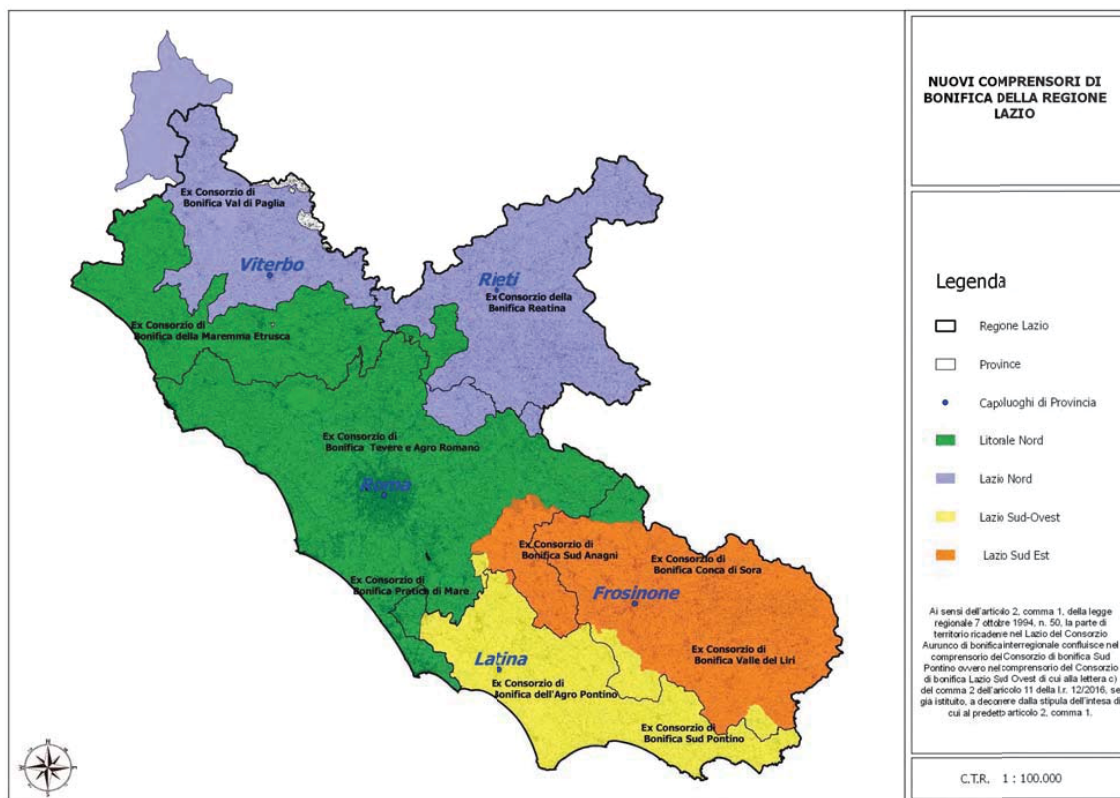 NUOVI COMPRENSORI DI
BONIFICA DELLA REGIONE
LAZIO
Ex Consorzio di
Bonifica Val di Paglia
Viterbo
Rieti
Ex Consorzio della
Bonifica Reatina
Ex Consorzio di
Bonifica della Maremma Etrusca
Ex Consorzio di
Bonifica Tevere e Agro Romano
Roma
Ex Consorzio di
Bonifica Sud Anagni
Ex Consorzio di
Bonifica Conca di Sora
Ex Consorzio di
Bonifica Pratica di Mare
Frosinone
Ex Consorzio di
Bonifica Valle del Liri
Latina
Ex Consorzio di
Bonifica dell'Agro Pontino
Ex Consorzio di
Bonifica Sud Pontino
Legenda
Regone Lazio
Province
Capoluoghi di Provincia
Litorale Nord
Lazio Nord
Lazio Sud-Ovest
Lazio Sud Est
Ai sensi dell'articolo 2, comma 1, della legge
regionale 7 ottobre 1994, n. 50, la parte di
territorio ricadene nel Lazio del Consorzio
Aurunco di bonifica interregionale confluisce nel
comprensorio del Consorzio di bonifica Sud
Pontino ovvero nel comprensorio del Consorzio
di bonifica Lazio Sud Ovest di cui alla lettera c)
del comma 2 dell'articolo 11 della l.r. 12/2016, se
già istituito, a decorrere dalla stipula dell'intesa di
cui al predetto articolo 2, comma 1.
C.T.R. 1 : 100.000